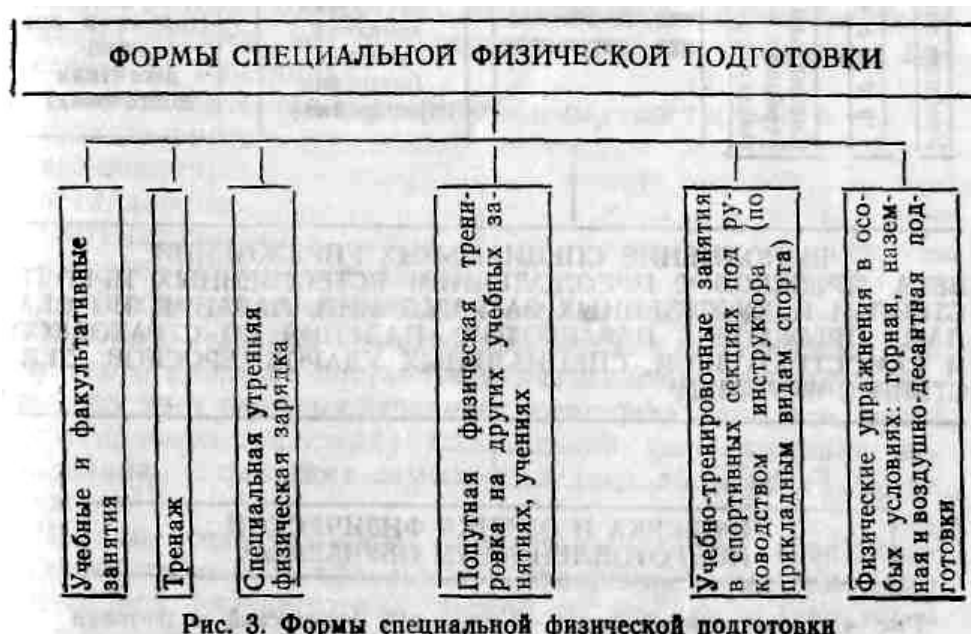 ФОРМЫ СПЕЦИАЛЬНОЙ ФИЗИЧЕСКОЙ ПОДГОТОВКИ
Учебные и факультативные
занятия
Тренаж
Специальная утренняя
физическая зарядка
Попутная физическая трени-
ровка на других учебных за-
нятиях, учениях
Учебно-тренировочные занятия
в спортивных секциях под ру-
ководством инструктора (по
прикладным видам спорта)
Физические упражнения в осо-
бых условиях: горная, назем-
ная и воздушно-десантная под-
готовки
Рис. 3. Формы специальной физической подготовки